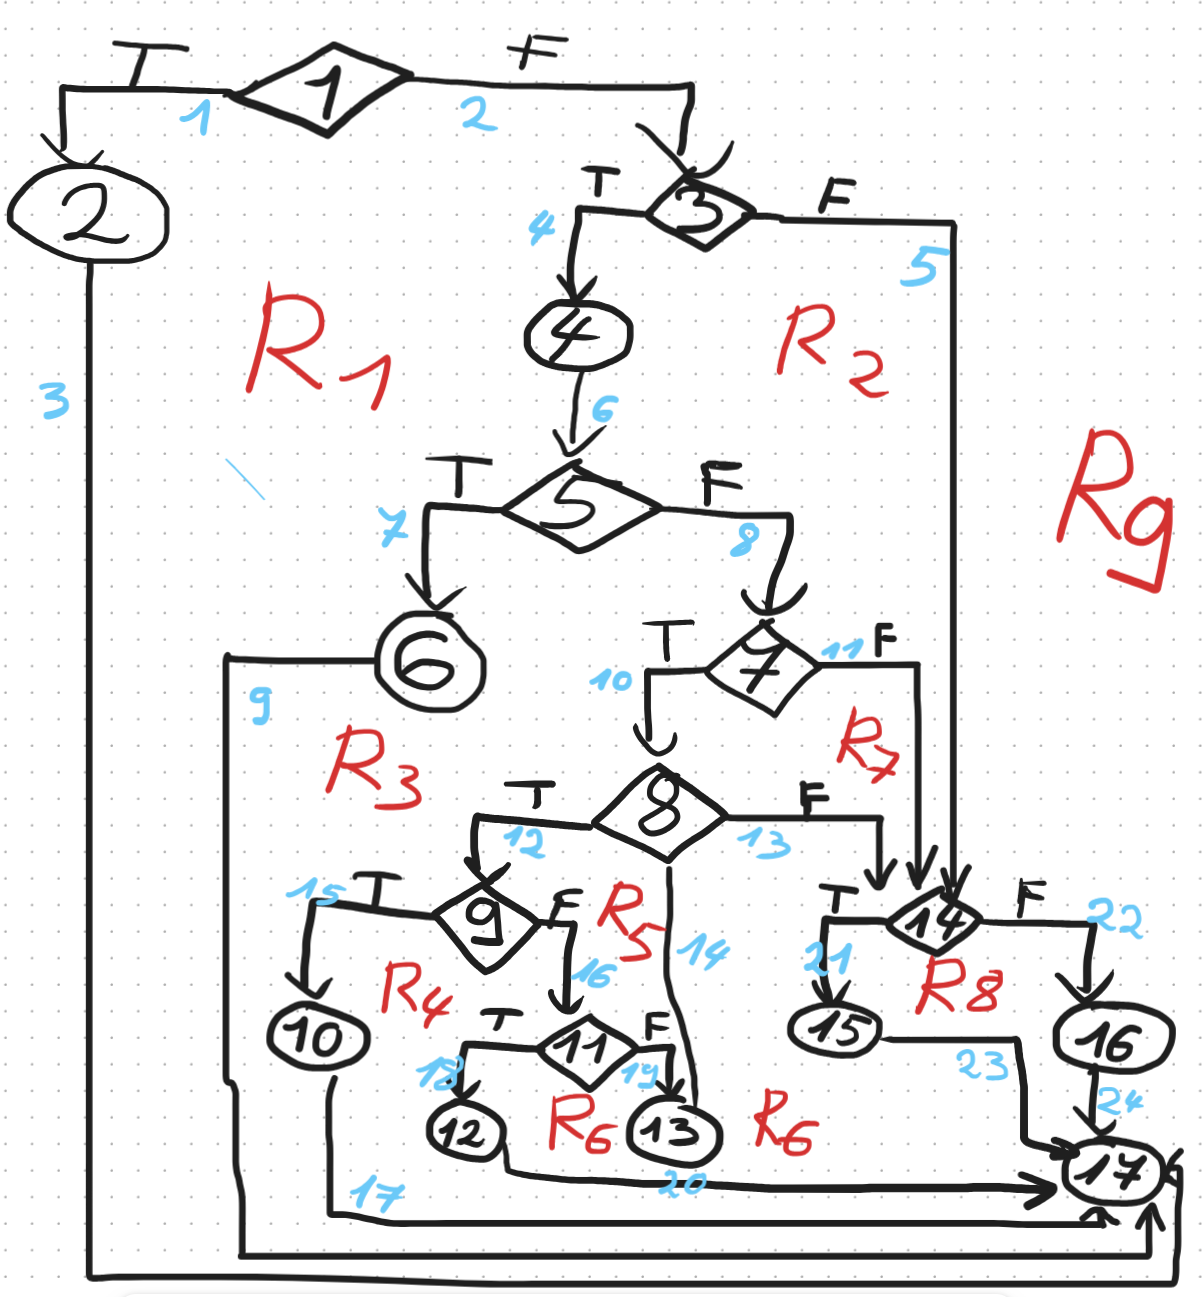 T 1 F
1 2
2 T 3 F
4 5
R1 4 R2
3 6
R9
T 5 F
7 8
6 T 7 F
10 11
9 R3 R7
T 8 F
12 13
15 T 9 F R5 14 T 14 F 22
R4 16 21 R8
10 T 11 F 15 16
18 19 23 24
12 R6 13 R6 17
17 20